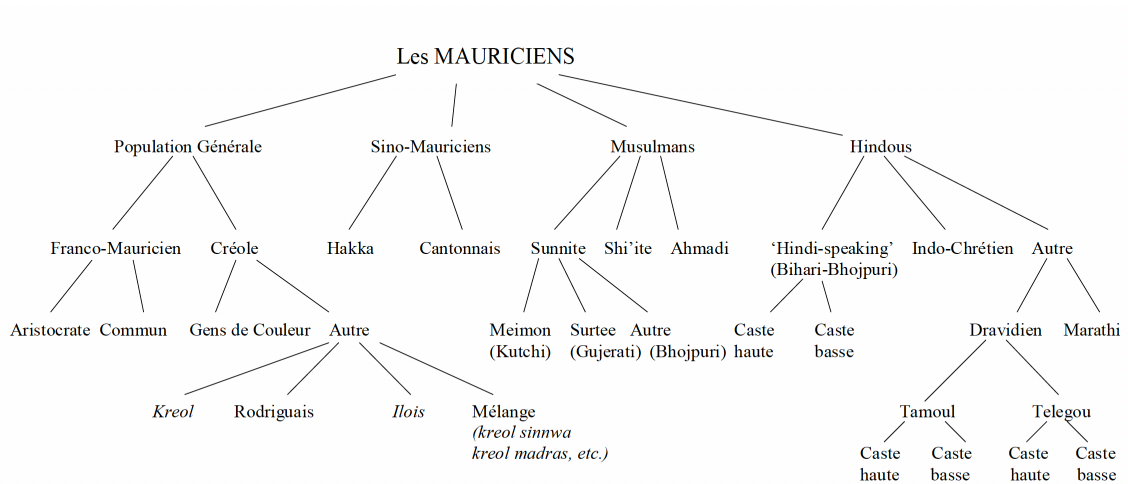 Les MAURICIENS
Population Générale Sino-Mauriciens Musulmans Hindous
Franco-Mauricien Créole Hakka Cantonnais Sunnite Shi’ite Ahmadi ‘Hindi-speaking’ Indo-Chrétien Autre
(Bihari-Bhojpuri)
Aristocrate Commun Gens de Couleur Autre Meimon Surtee Autre Caste Caste Dravidien Marathi
(Kutchi) (Gujerati) (Bhojpuri) haute basse
Kreol Rodriguais Ilois Mélange Tamoul Telegou
(kreol sinnwa
kreol madras, etc.) Caste Caste Caste Caste
haute basse haute basse